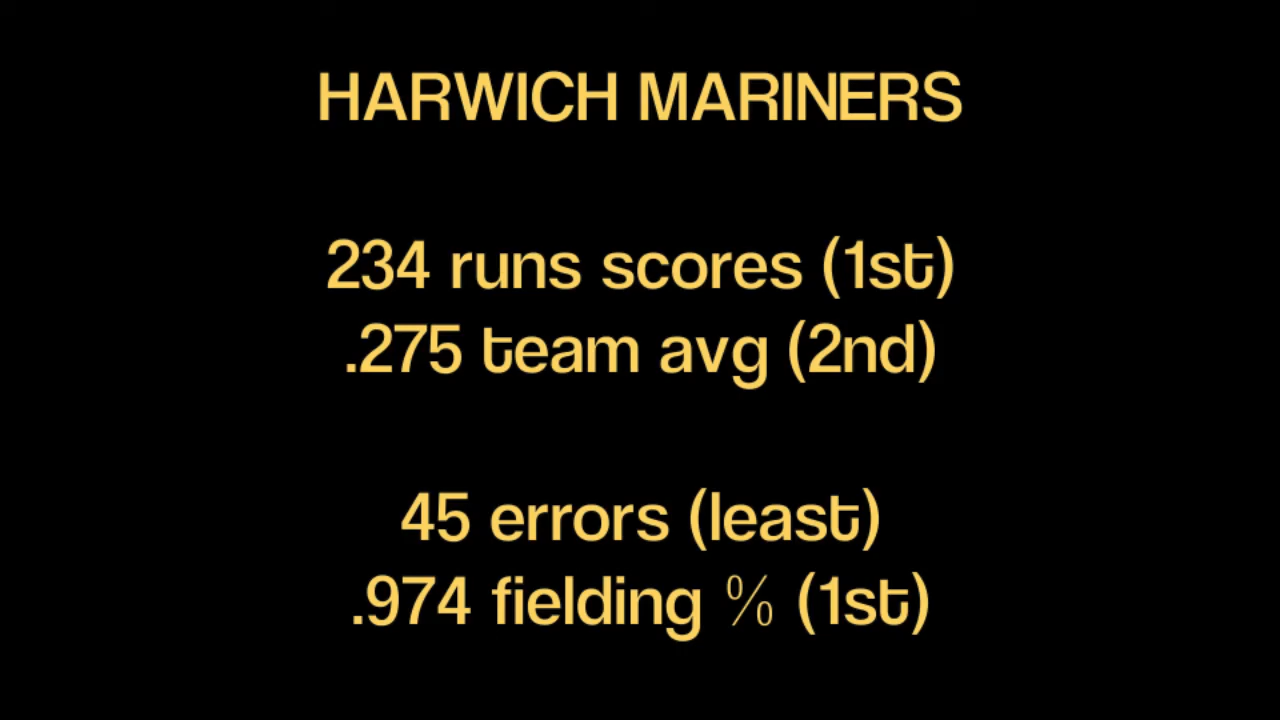 HARWICH MARINERS
234 runs scores (1st)
.275 team avg (2nd)
45 errors (least)
.974 fielding % (1st)